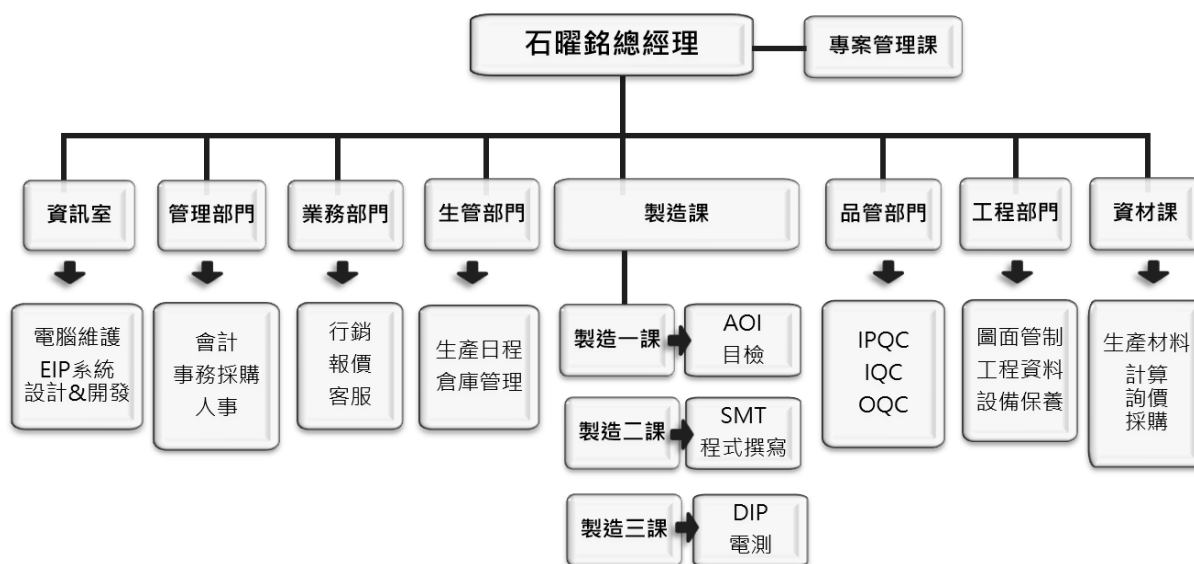 石曜銘總經理
專案管理課
資訊室
管理部門
業務部門
生管部門
製造課
品管部門
工程部門
資材課
電腦維護
EIP系統
設計&開發
會計
事務採購
人事
行銷
報價
客服
生產日程
倉庫管理
製造一課
AOI
目檢
製造二課
SMT
程式撰寫
製造三課
DIP
電測
IPQC
IQC
OQC
圖面管制
工程資料
設備保養
生產材料
計算
詢價
採購